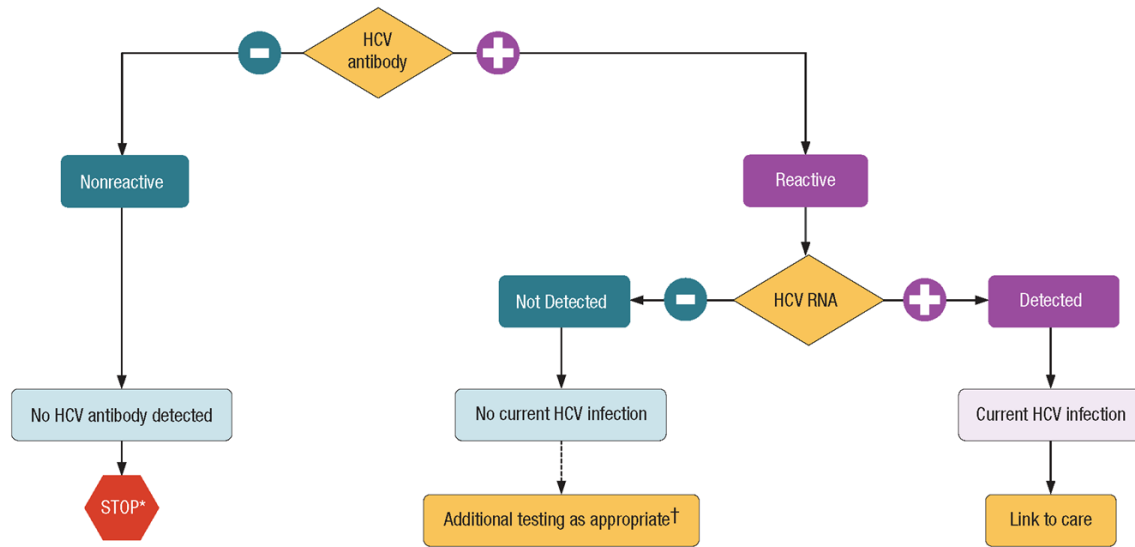 HCV
antibody
Nonreactive
Reactive
Not Detected
HCV RNA
Detected
No HCV antibody detected
No current HCV infection
Current HCV infection
STOP*
Additional testing as appropriate†
Link to care